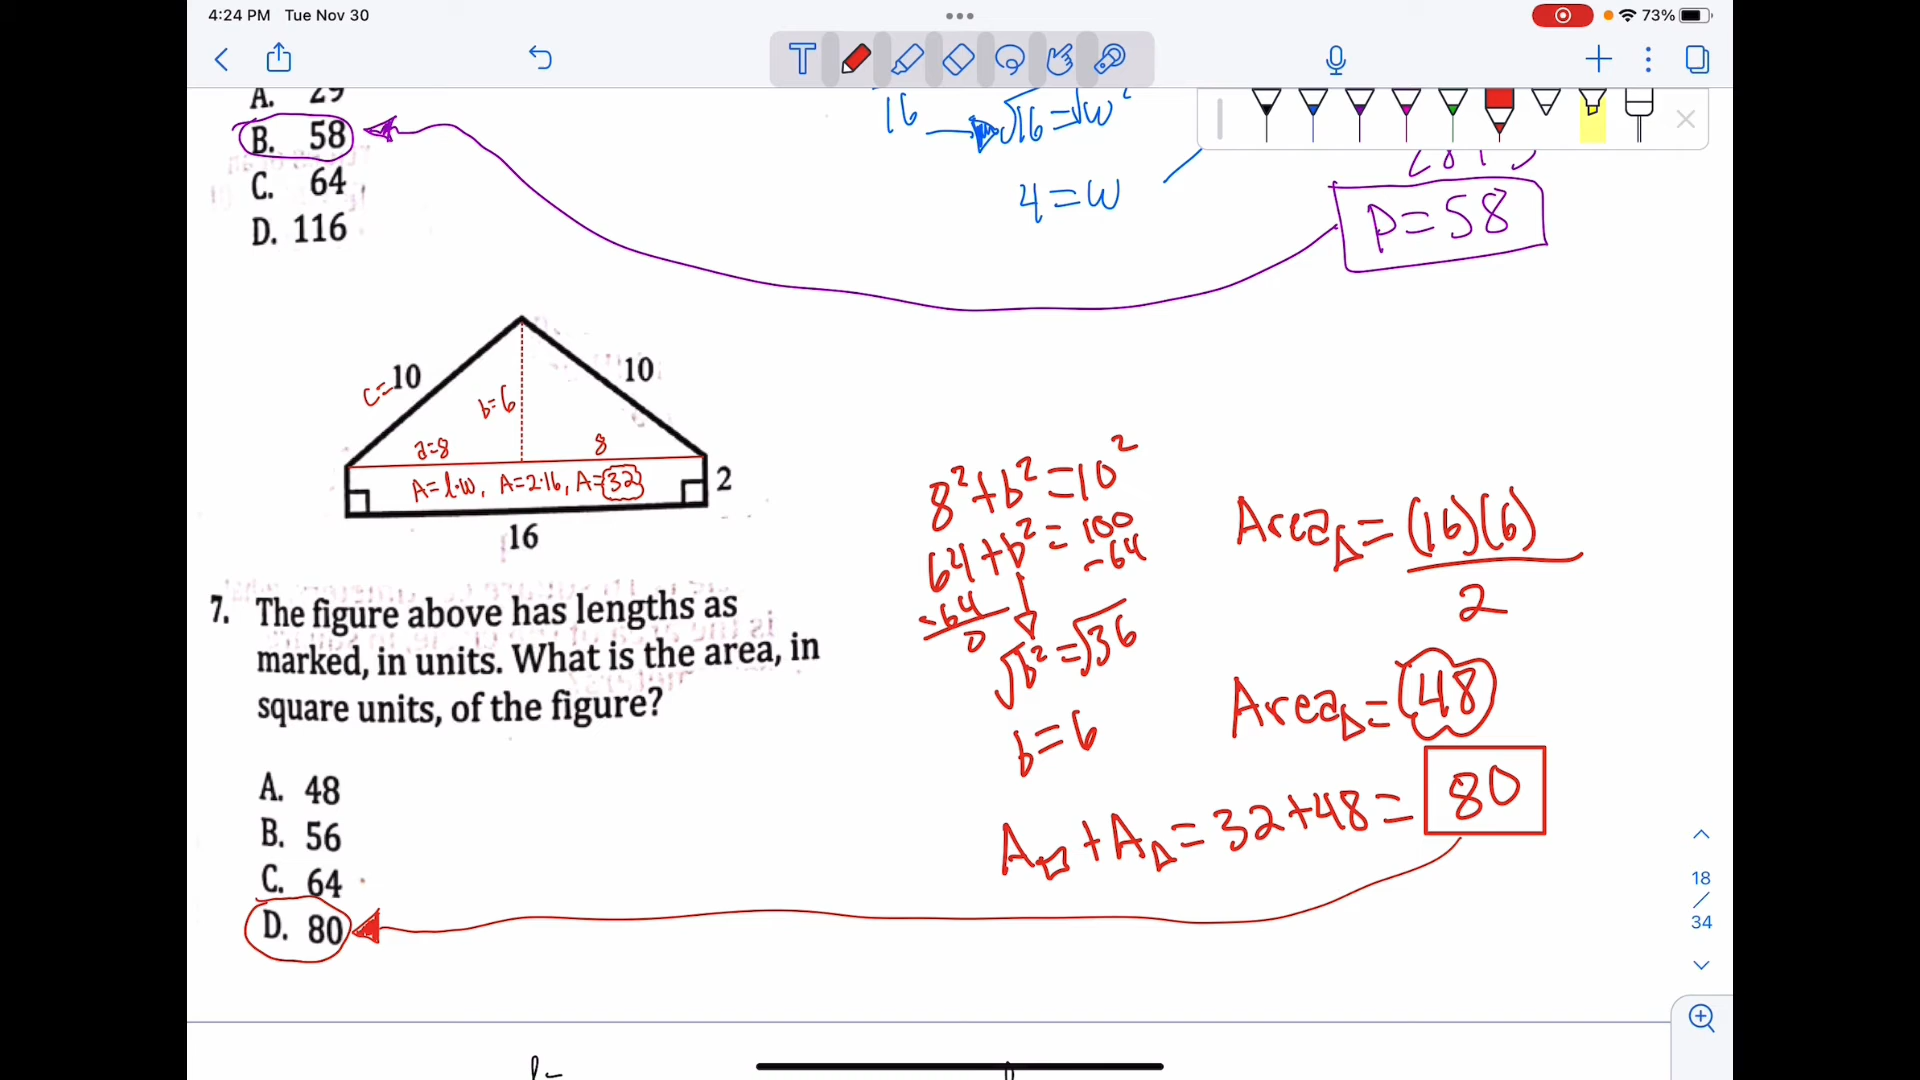 4:24 PM Tue Nov 30
73%
T
A. 29
B. 58
C. 64
D. 116
16
√16 = √w²
4 = w
P = 58
c = 10
10
b = 6
a = 8
8
A = l·w, A = 2·16, A = 32
2
16
7. The figure above has lengths as
marked, in units. What is the area, in
square units, of the figure?
A. 48
B. 56
C. 64
D. 80
8² + b² = 10²
64 + b² = 100
-64 -64
0 √b² = √36
b = 6
Area△ = (16)(6)
2
Area△ = 48
A▭ + A△ = 32 + 48 = 80
18
/
34